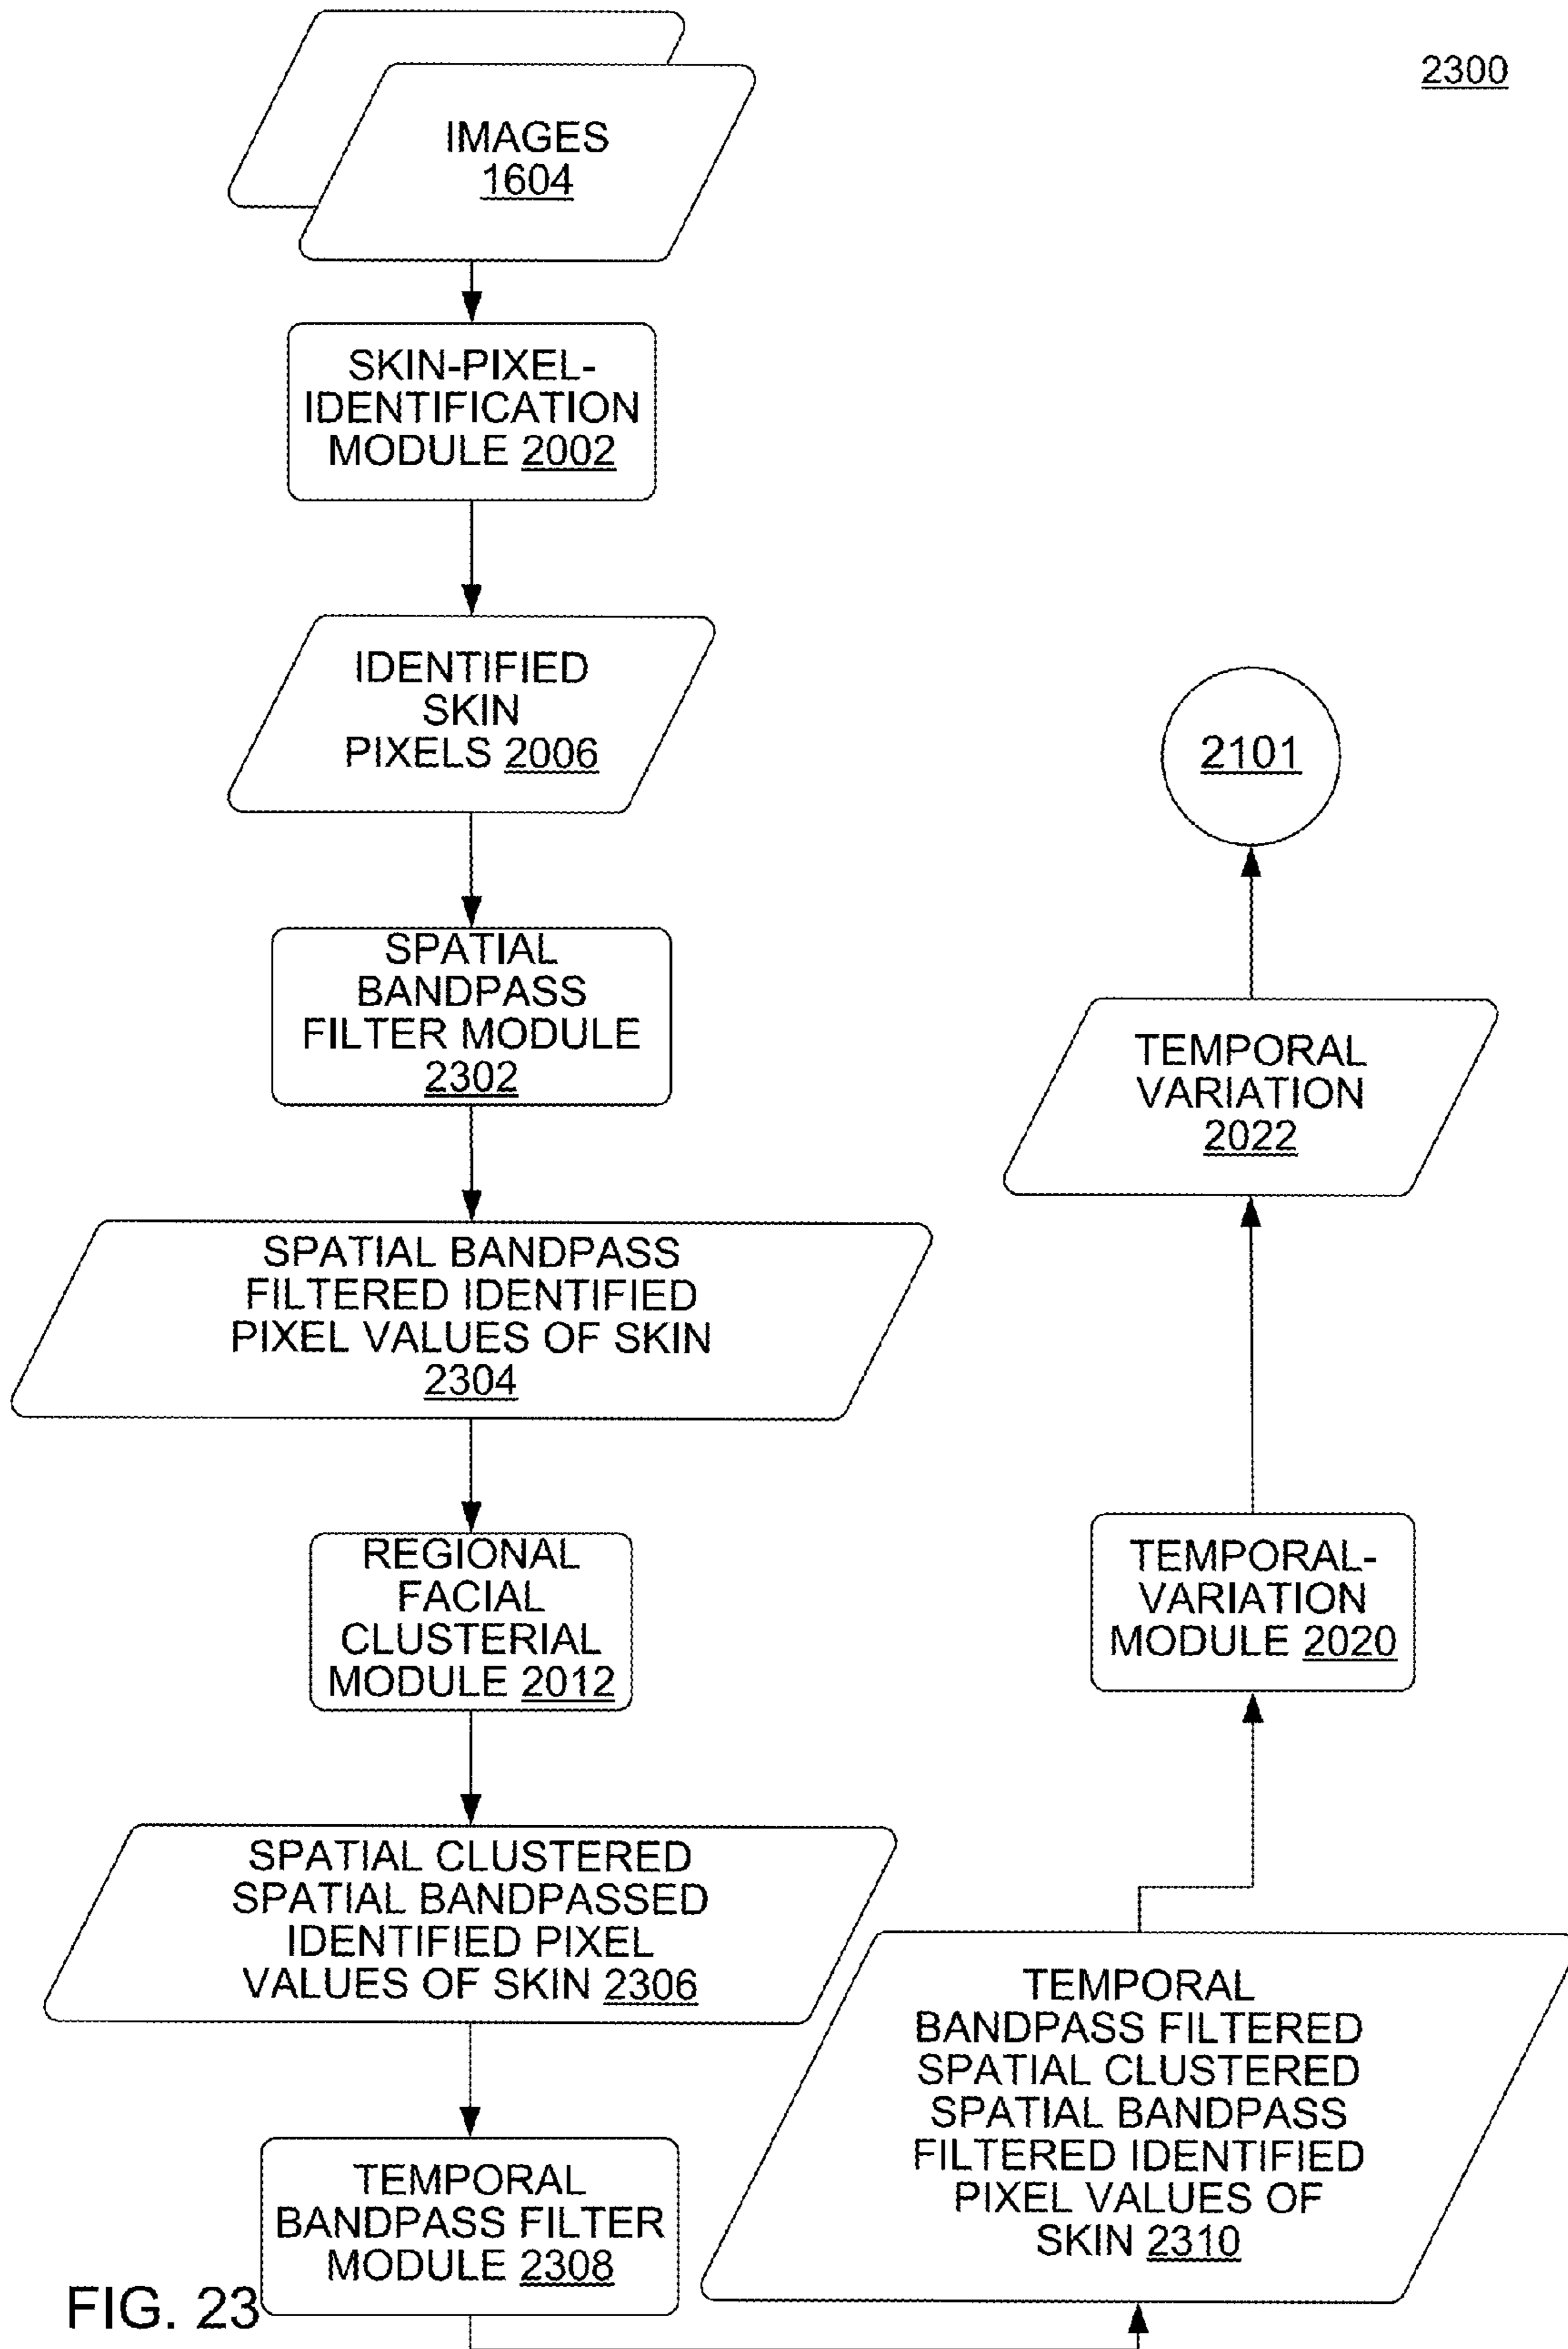 2300
IMAGES
1604
SKIN-PIXEL-
IDENTIFICATION
MODULE 2002
IDENTIFIED
SKIN
PIXELS 2006
SPATIAL
BANDPASS
FILTER MODULE
2302
SPATIAL BANDPASS
FILTERED IDENTIFIED
PIXEL VALUES OF SKIN
2304
REGIONAL
FACIAL
CLUSTERIAL
MODULE 2012
SPATIAL CLUSTERED
SPATIAL BANDPASSED
IDENTIFIED PIXEL
VALUES OF SKIN 2306
TEMPORAL
BANDPASS FILTER
MODULE 2308
TEMPORAL
BANDPASS FILTERED
SPATIAL CLUSTERED
SPATIAL BANDPASS
FILTERED IDENTIFIED
PIXEL VALUES OF
SKIN 2310
TEMPORAL-
VARIATION
MODULE 2020
TEMPORAL
VARIATION
2022
2101
FIG. 23